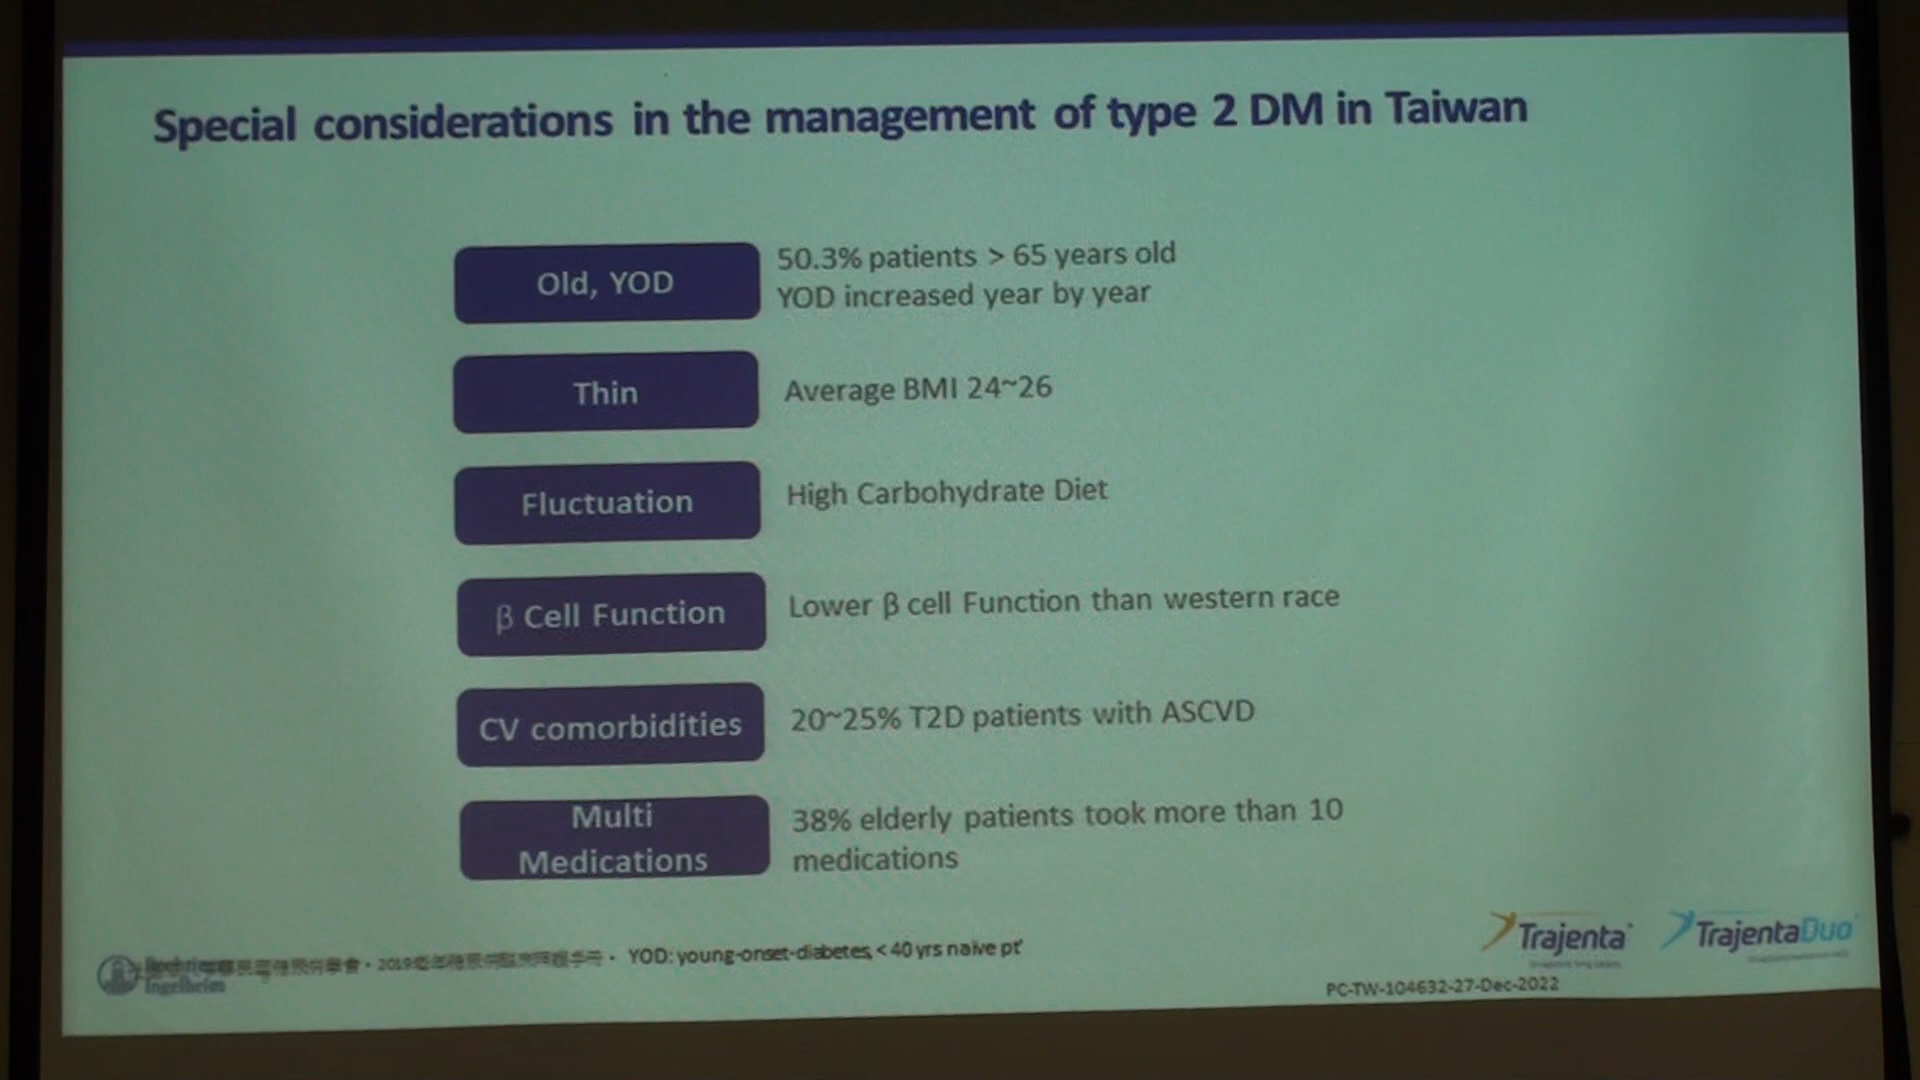 Special considerations in the management of type 2 DM in Taiwan
Old, YOD
50.3% patients > 65 years old
YOD increased year by year
Thin
Average BMI 24~26
Fluctuation
High Carbohydrate Diet
β Cell Function
Lower β cell Function than western race
CV comorbidities
20~25% T2D patients with ASCVD
Multi
Medications
38% elderly patients took more than 10
medications
Ingelheim
2019
YOD: young-onset-diabetes, < 40 yrs naïve pt
Trajenta
TrajentaDuo
PC-TW-104632-27-Dec-2022